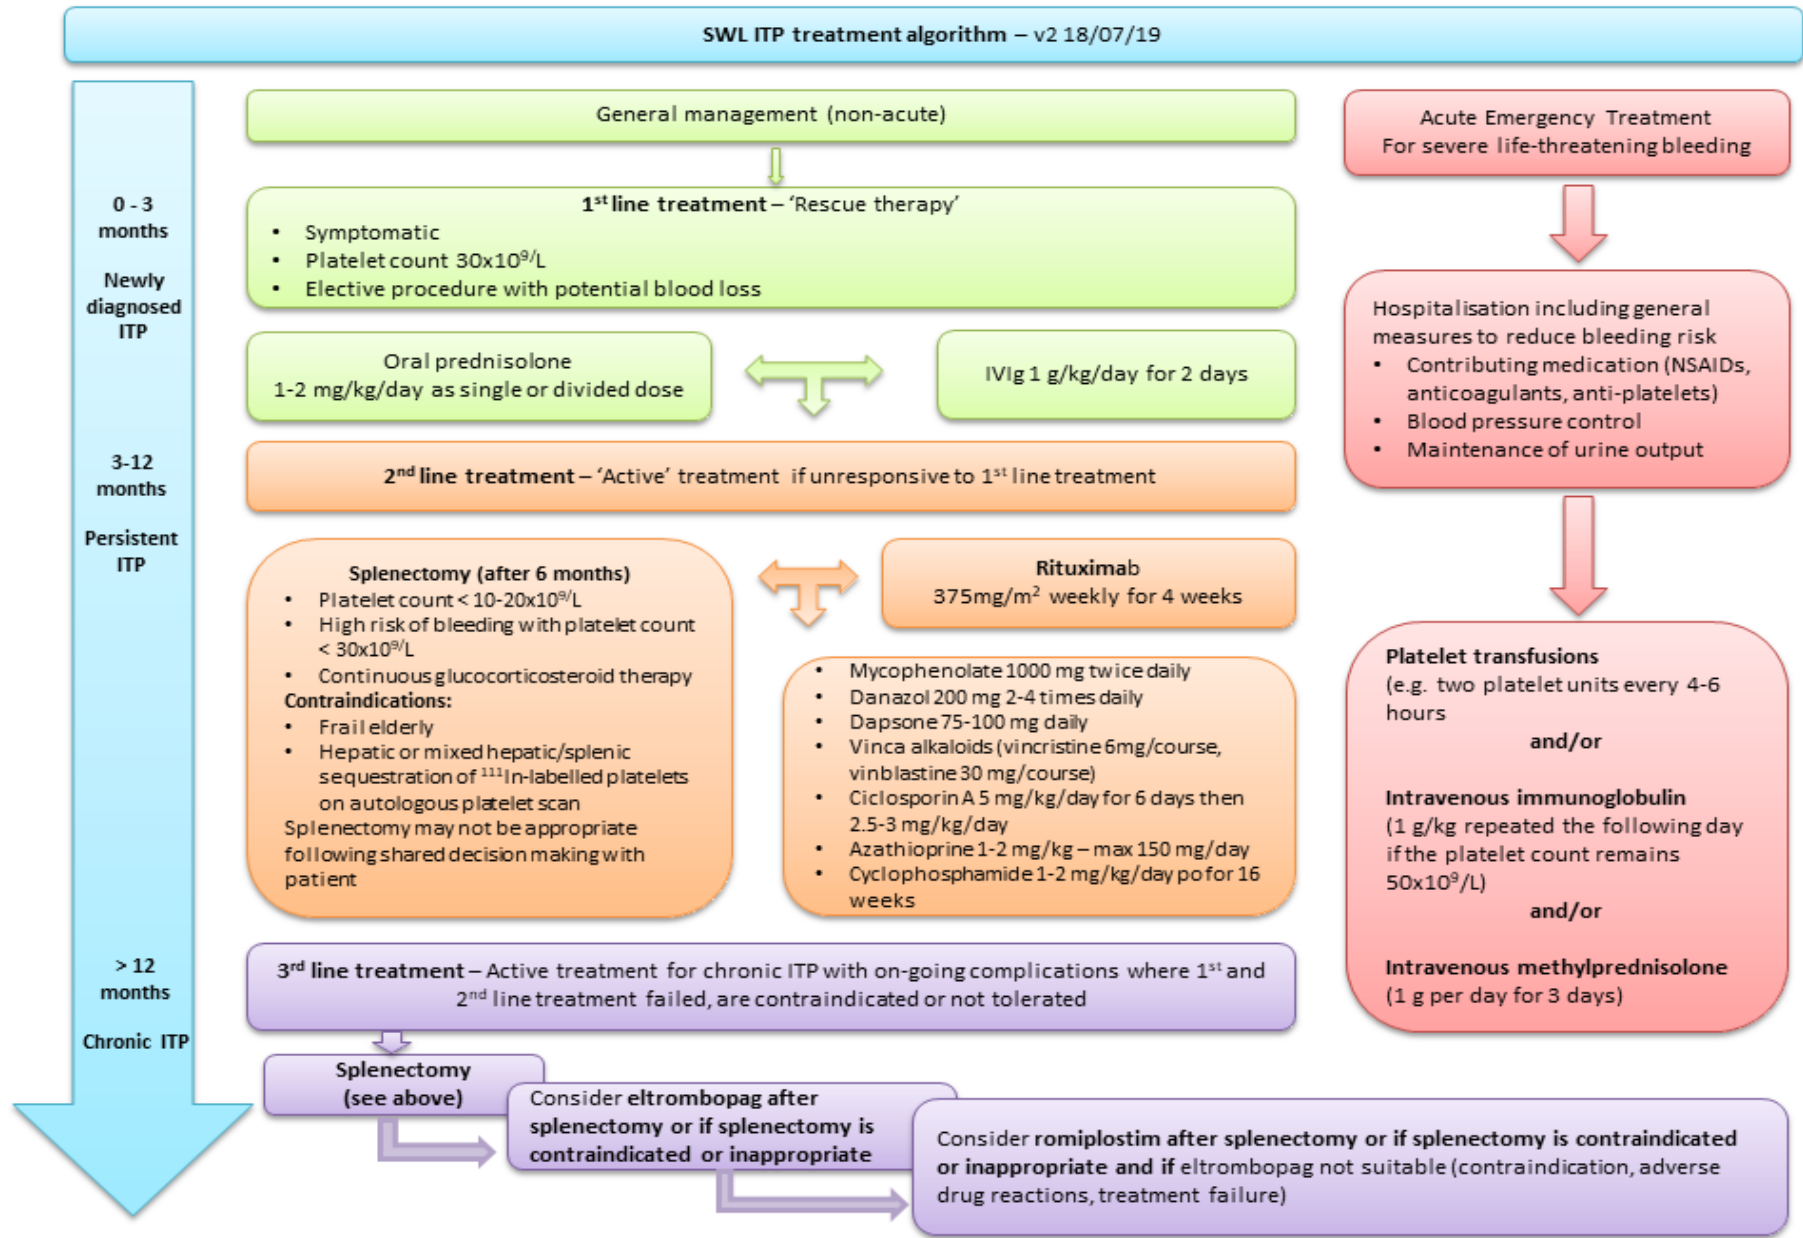 SWL ITP treatment algorithm – v2 18/07/19
0 - 3
months
Newly
diagnosed
ITP
3-12
months
Persistent
ITP
> 12
months
Chronic ITP
General management (non-acute)
1st line treatment – ‘Rescue therapy’
• Symptomatic
• Platelet count 30x10⁹/L
• Elective procedure with potential blood loss
Oral prednisolone
1-2 mg/kg/day as single or divided dose
IVIg 1 g/kg/day for 2 days
2nd line treatment – ‘Active’ treatment if unresponsive to 1st line treatment
Splenectomy (after 6 months)
• Platelet count < 10-20x10⁹/L
• High risk of bleeding with platelet count
< 30x10⁹/L
• Continuous glucocorticosteroid therapy
Contraindications:
• Frail elderly
• Hepatic or mixed hepatic/splenic
sequestration of ¹¹¹In-labelled platelets
on autologous platelet scan
Splenectomy may not be appropriate
following shared decision making with
patient
Rituximab
375mg/m² weekly for 4 weeks
• Mycophenolate 1000 mg twice daily
• Danazol 200 mg 2-4 times daily
• Dapsone 75-100 mg daily
• Vinca alkaloids (vincristine 6mg/course,
vinblastine 30 mg/course)
• Ciclosporin A 5 mg/kg/day for 6 days then
2.5-3 mg/kg/day
• Azathioprine 1-2 mg/kg – max 150 mg/day
• Cyclophosphamide 1-2 mg/kg/day po for 16
weeks
3rd line treatment – Active treatment for chronic ITP with on-going complications where 1st and
2nd line treatment failed, are contraindicated or not tolerated
Splenectomy
(see above)
Consider eltrombopag after
splenectomy or if splenectomy is
contraindicated or inappropriate
Consider romiplostim after splenectomy or if splenectomy is contraindicated
or inappropriate and if eltrombopag not suitable (contraindication, adverse
drug reactions, treatment failure)
Acute Emergency Treatment
For severe life-threatening bleeding
Hospitalisation including general
measures to reduce bleeding risk
• Contributing medication (NSAIDs,
anticoagulants, anti-platelets)
• Blood pressure control
• Maintenance of urine output
Platelet transfusions
(e.g. two platelet units every 4-6
hours
and/or
Intravenous immunoglobulin
(1 g/kg repeated the following day
if the platelet count remains
50x10⁹/L)
and/or
Intravenous methylprednisolone
(1 g per day for 3 days)